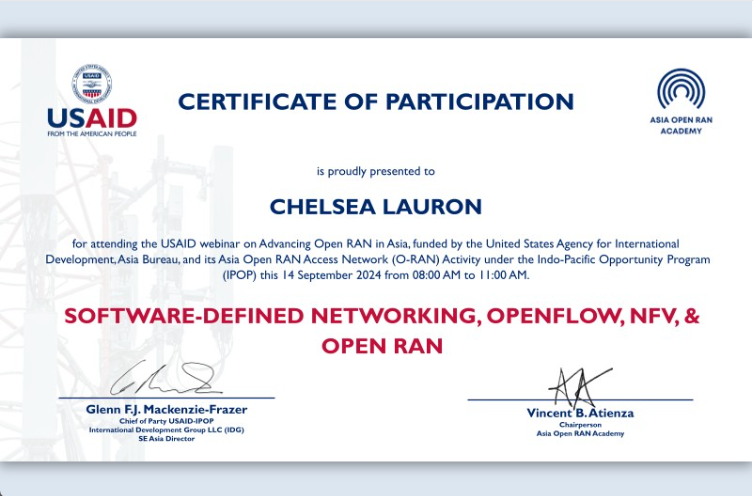 USAID
FROM THE AMERICAN PEOPLE
CERTIFICATE OF PARTICIPATION
ASIA OPEN RAN
ACADEMY
is proudly presented to
CHELSEA LAURON
for attending the USAID webinar on Advancing Open RAN in Asia, funded by the United States Agency for International
Development, Asia Bureau, and its Asia Open RAN Access Network (O-RAN) Activity under the Indo-Pacific Opportunity Program
(IPOP) this 14 September 2024 from 08:00 AM to 11:00 AM.
SOFTWARE-DEFINED NETWORKING, OPENFLOW, NFV, &
OPEN RAN
Glenn F.J. Mackenzie-Frazer
Chief of Party USAID-IPOP
International Development Group LLC (IDG)
SE Asia Director
Vincent B. Atienza
Chairperson
Asia Open RAN Academy